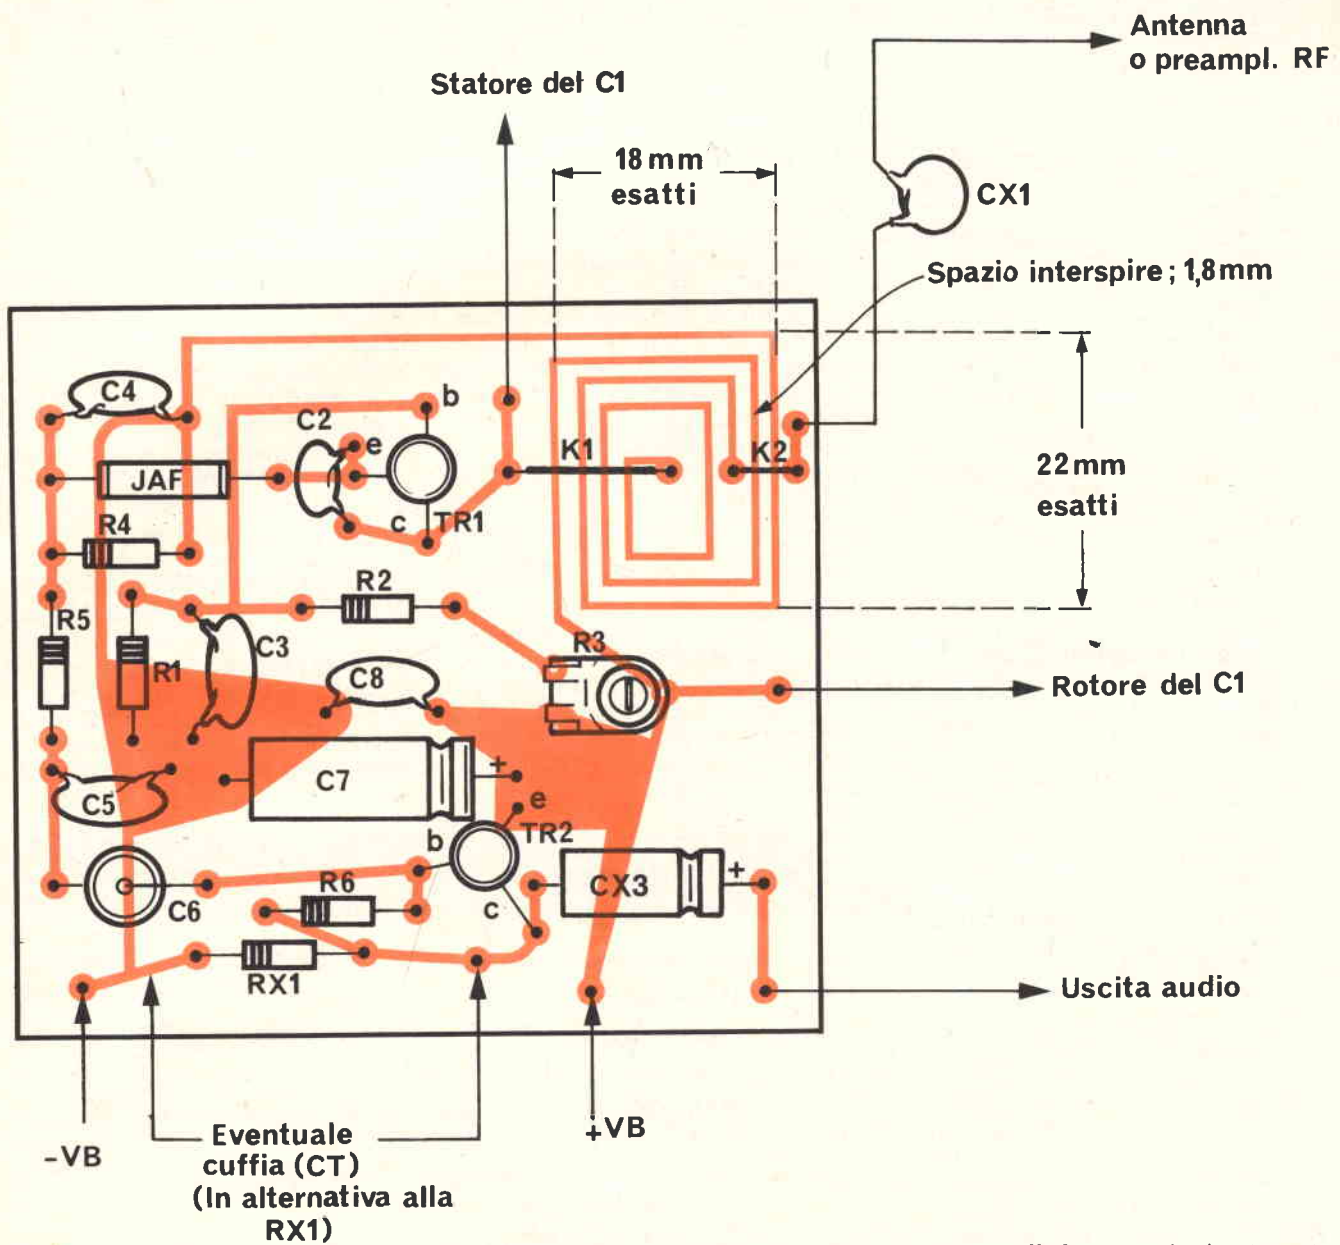 Antenna
o preampl. RF
Statore del C1
18 mm
esatti
CX1
Spazio interspire; 1,8mm
C4
b
C2
e
K1
K2
22 mm
esatti
JAF
c
TR1
R4
R2
R5
C3
R3
R1
C8
Rotore del C1
+
C7
e
C5
b
TR2
+
R6
CX3
C6
c
RX1
Uscita audio
-VB
+VB
Eventuale
cuffia (CT)
(In alternativa alla
RX1)